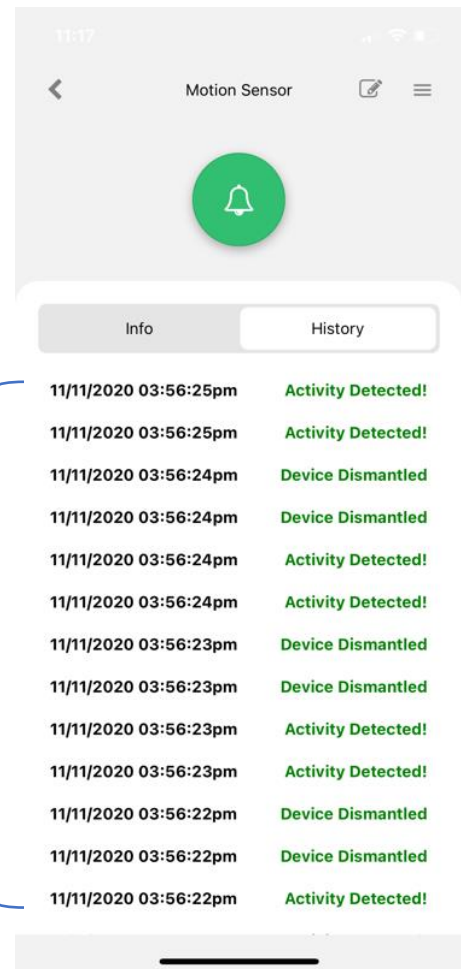 11:17
Motion Sensor
Info History
11/11/2020 03:56:25pm Activity Detected!
11/11/2020 03:56:25pm Activity Detected!
11/11/2020 03:56:24pm Device Dismantled
11/11/2020 03:56:24pm Device Dismantled
11/11/2020 03:56:24pm Activity Detected!
11/11/2020 03:56:24pm Activity Detected!
11/11/2020 03:56:23pm Device Dismantled
11/11/2020 03:56:23pm Device Dismantled
11/11/2020 03:56:23pm Activity Detected!
11/11/2020 03:56:23pm Activity Detected!
11/11/2020 03:56:22pm Device Dismantled
11/11/2020 03:56:22pm Device Dismantled
11/11/2020 03:56:22pm Activity Detected!